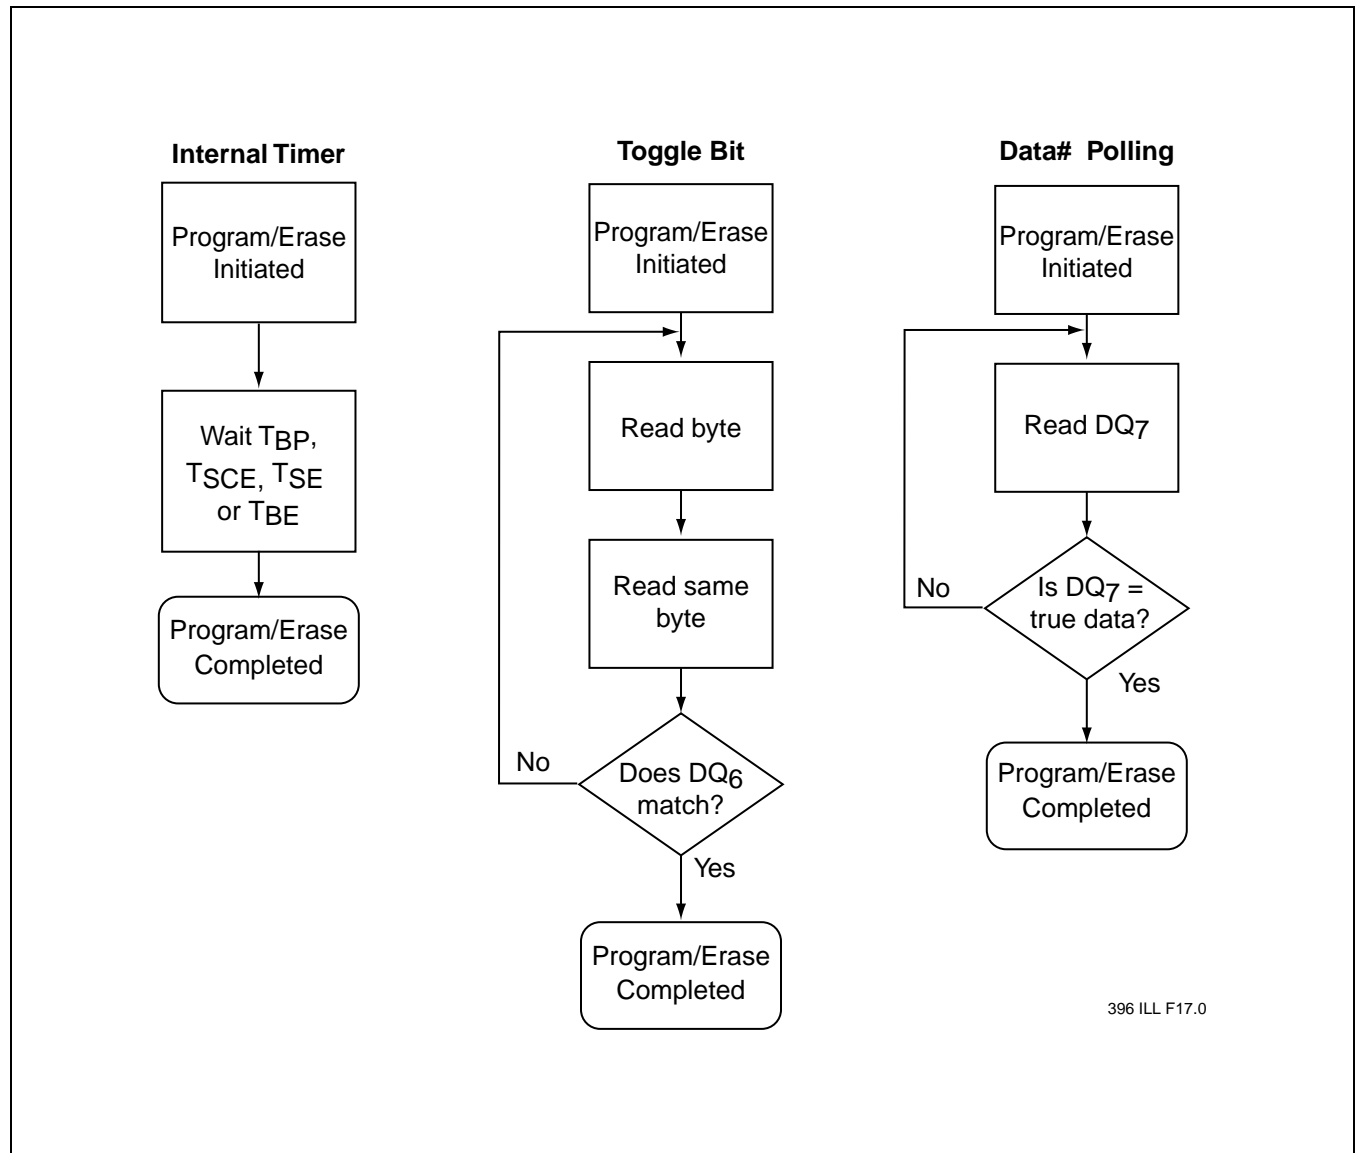 Internal Timer
Program/Erase
Initiated
Wait TBP,
TSCE, TSE
or TBE
Program/Erase
Completed
Toggle Bit
Program/Erase
Initiated
Read byte
Read same
byte
Does DQ6
match?
No
Yes
Program/Erase
Completed
Data# Polling
Program/Erase
Initiated
Read DQ7
Is DQ7 =
true data?
No
Yes
Program/Erase
Completed
396 ILL F17.0